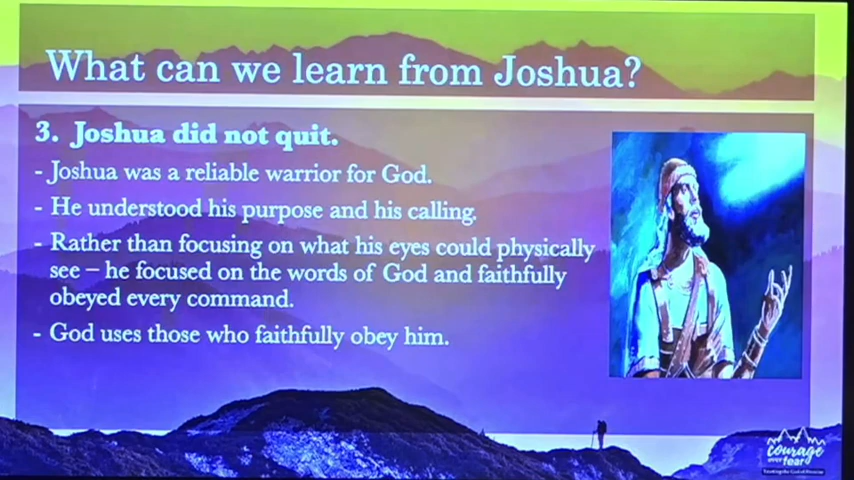 What can we learn from Joshua?
3. Joshua did not quit.
- Joshua was a reliable warrior for God.
- He understood his purpose and his calling.
- Rather than focusing on what his eyes could physically
see – he focused on the words of God and faithfully
obeyed every command.
- God uses those who faithfully obey him.
courage
over fear